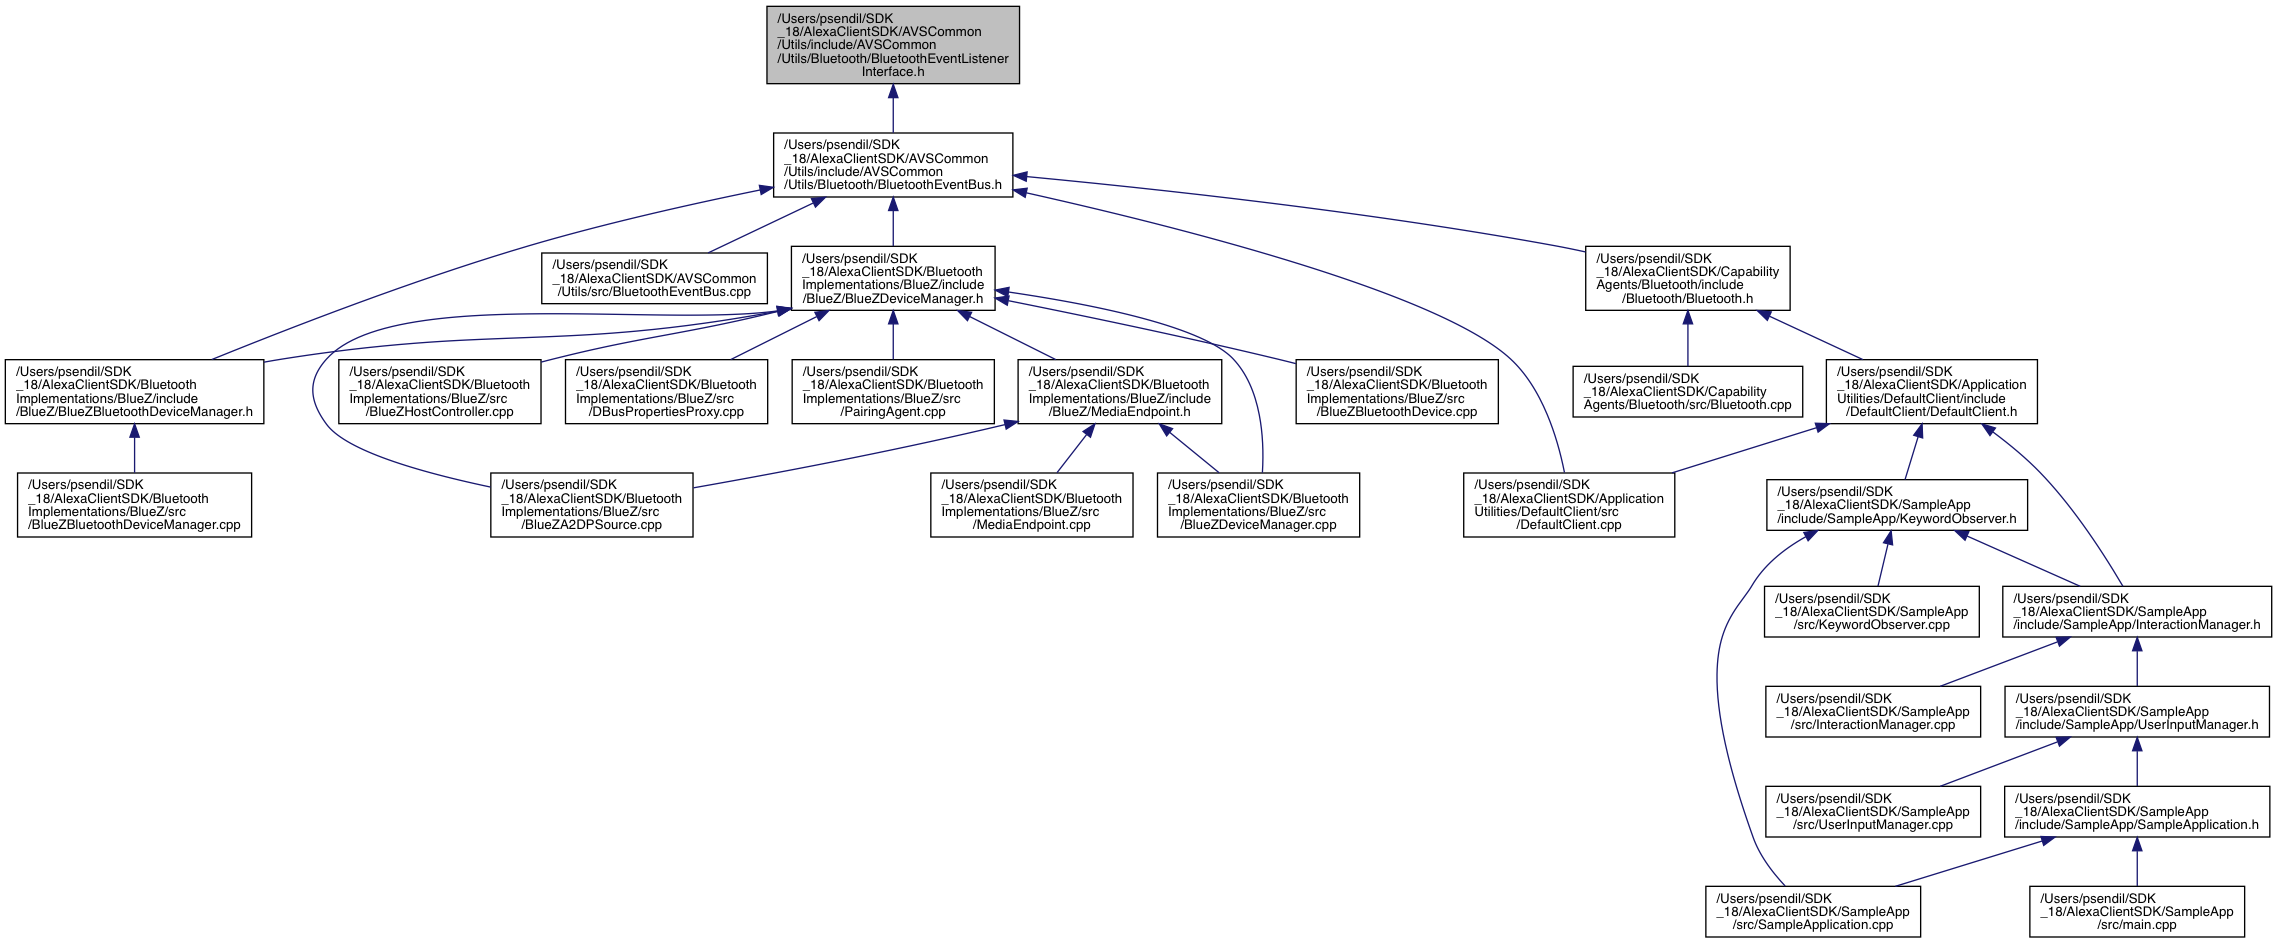 /Users/psendil/SDK
_18/AlexaClientSDK/AVSCommon
/Utils/include/AVSCommon
/Utils/Bluetooth/BluetoothEventListener
Interface.h
/Users/psendil/SDK
_18/AlexaClientSDK/AVSCommon
/Utils/include/AVSCommon
/Utils/Bluetooth/BluetoothEventBus.h
/Users/psendil/SDK
_18/AlexaClientSDK/AVSCommon
/Utils/src/BluetoothEventBus.cpp
/Users/psendil/SDK
_18/AlexaClientSDK/Bluetooth
Implementations/BlueZ/include
/BlueZ/BlueZDeviceManager.h
/Users/psendil/SDK
_18/AlexaClientSDK/Capability
Agents/Bluetooth/include
/Bluetooth/Bluetooth.h
/Users/psendil/SDK
_18/AlexaClientSDK/Bluetooth
Implementations/BlueZ/include
/BlueZ/BlueZBluetoothDeviceManager.h
/Users/psendil/SDK
_18/AlexaClientSDK/Bluetooth
Implementations/BlueZ/src
/BlueZHostController.cpp
/Users/psendil/SDK
_18/AlexaClientSDK/Bluetooth
Implementations/BlueZ/src
/DBusPropertiesProxy.cpp
/Users/psendil/SDK
_18/AlexaClientSDK/Bluetooth
Implementations/BlueZ/src
/PairingAgent.cpp
/Users/psendil/SDK
_18/AlexaClientSDK/Bluetooth
Implementations/BlueZ/include
/BlueZ/MediaEndpoint.h
/Users/psendil/SDK
_18/AlexaClientSDK/Bluetooth
Implementations/BlueZ/src
/BlueZBluetoothDevice.cpp
/Users/psendil/SDK
_18/AlexaClientSDK/Capability
Agents/Bluetooth/src/Bluetooth.cpp
/Users/psendil/SDK
_18/AlexaClientSDK/Application
Utilities/DefaultClient/include
/DefaultClient/DefaultClient.h
/Users/psendil/SDK
_18/AlexaClientSDK/Bluetooth
Implementations/BlueZ/src
/BlueZBluetoothDeviceManager.cpp
/Users/psendil/SDK
_18/AlexaClientSDK/Bluetooth
Implementations/BlueZ/src
/BlueZA2DPSource.cpp
/Users/psendil/SDK
_18/AlexaClientSDK/Bluetooth
Implementations/BlueZ/src
/MediaEndpoint.cpp
/Users/psendil/SDK
_18/AlexaClientSDK/Bluetooth
Implementations/BlueZ/src
/BlueZDeviceManager.cpp
/Users/psendil/SDK
_18/AlexaClientSDK/Application
Utilities/DefaultClient/src
/DefaultClient.cpp
/Users/psendil/SDK
_18/AlexaClientSDK/SampleApp
/include/SampleApp/KeywordObserver.h
/Users/psendil/SDK
_18/AlexaClientSDK/SampleApp
/src/KeywordObserver.cpp
/Users/psendil/SDK
_18/AlexaClientSDK/SampleApp
/include/SampleApp/InteractionManager.h
/Users/psendil/SDK
_18/AlexaClientSDK/SampleApp
/src/InteractionManager.cpp
/Users/psendil/SDK
_18/AlexaClientSDK/SampleApp
/include/SampleApp/UserInputManager.h
/Users/psendil/SDK
_18/AlexaClientSDK/SampleApp
/src/UserInputManager.cpp
/Users/psendil/SDK
_18/AlexaClientSDK/SampleApp
/include/SampleApp/SampleApplication.h
/Users/psendil/SDK
_18/AlexaClientSDK/SampleApp
/src/SampleApplication.cpp
/Users/psendil/SDK
_18/AlexaClientSDK/SampleApp
/src/main.cpp